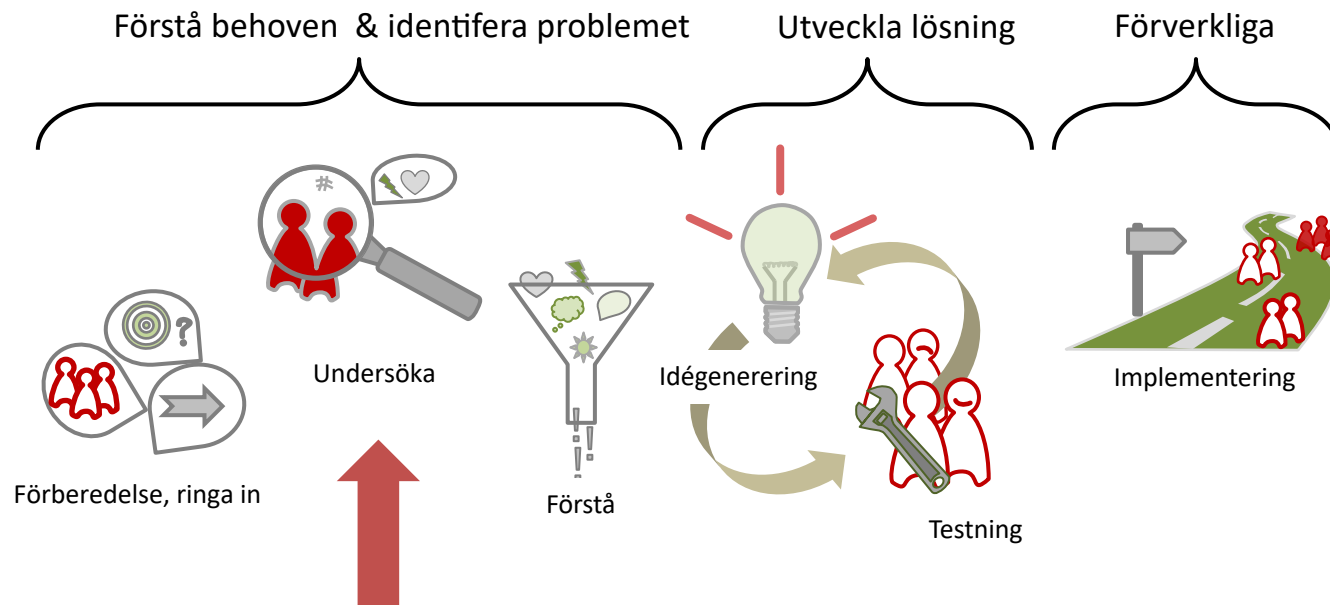 Förstå behoven & identifera problemet
Utveckla lösning
Förverkliga
#
?
Undersöka
Idégenerering
Implementering
Förberedelse, ringa in
Förstå
Testning